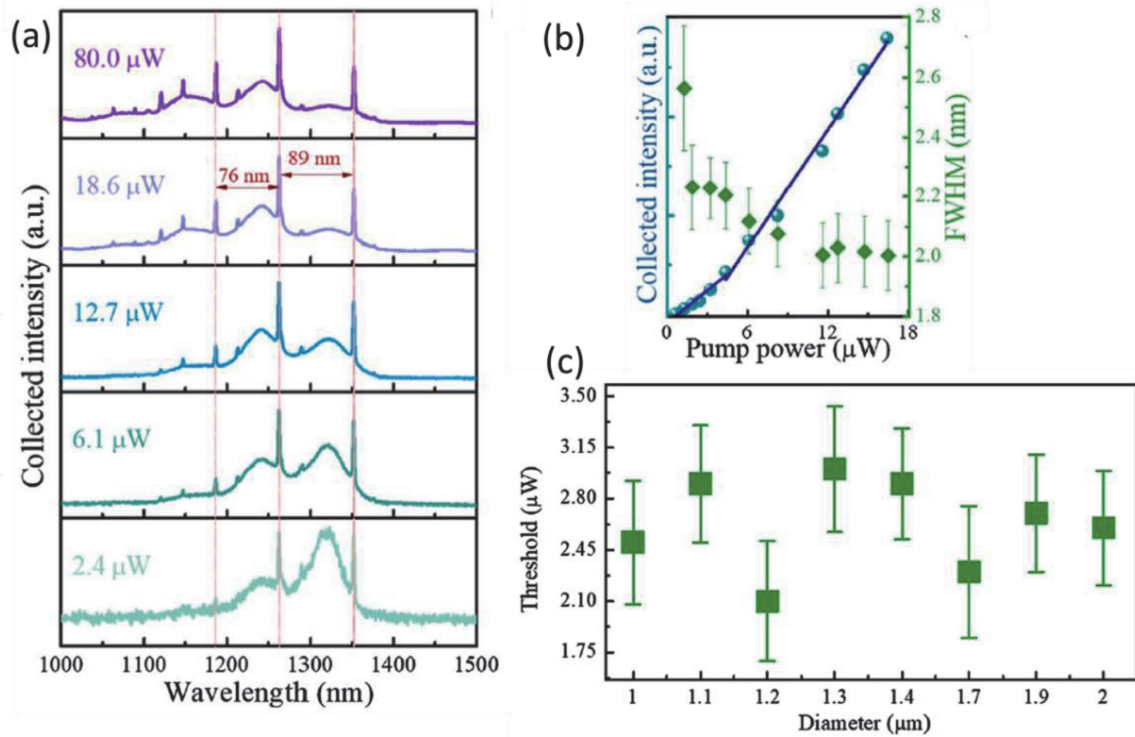 (a)
80.0 μW
18.6 μW
76 nm
89 nm
12.7 μW
6.1 μW
2.4 μW
Collected intensity (a.u.)
1000 1100 1200 1300 1400 1500
Wavelength (nm)
(b)
Collected intensity (a.u.)
2.8
2.6
2.4
2.2
2.0
1.8
FWHM (nm)
0 6 12 18
Pump power (μW)
(c)
Threshold (μW)
3.50
3.15
2.80
2.45
2.10
1.75
1 1.1 1.2 1.3 1.4 1.7 1.9 2
Diameter (μm)